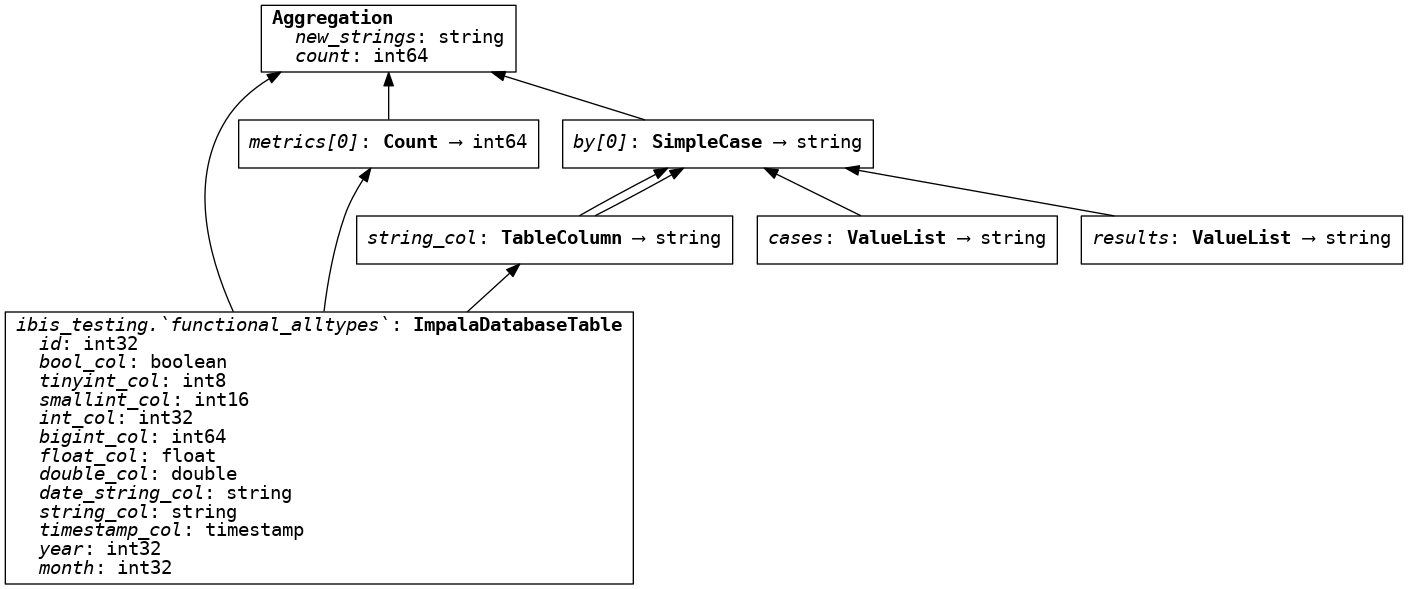 Aggregation
new_strings: string
count: int64
metrics[0]: Count → int64
by[0]: SimpleCase → string
string_col: TableColumn → string
cases: ValueList → string
results: ValueList → string
ibis_testing.`functional_alltypes`: ImpalaDatabaseTable
id: int32
bool_col: boolean
tinyint_col: int8
smallint_col: int16
int_col: int32
bigint_col: int64
float_col: float
double_col: double
date_string_col: string
string_col: string
timestamp_col: timestamp
year: int32
month: int32